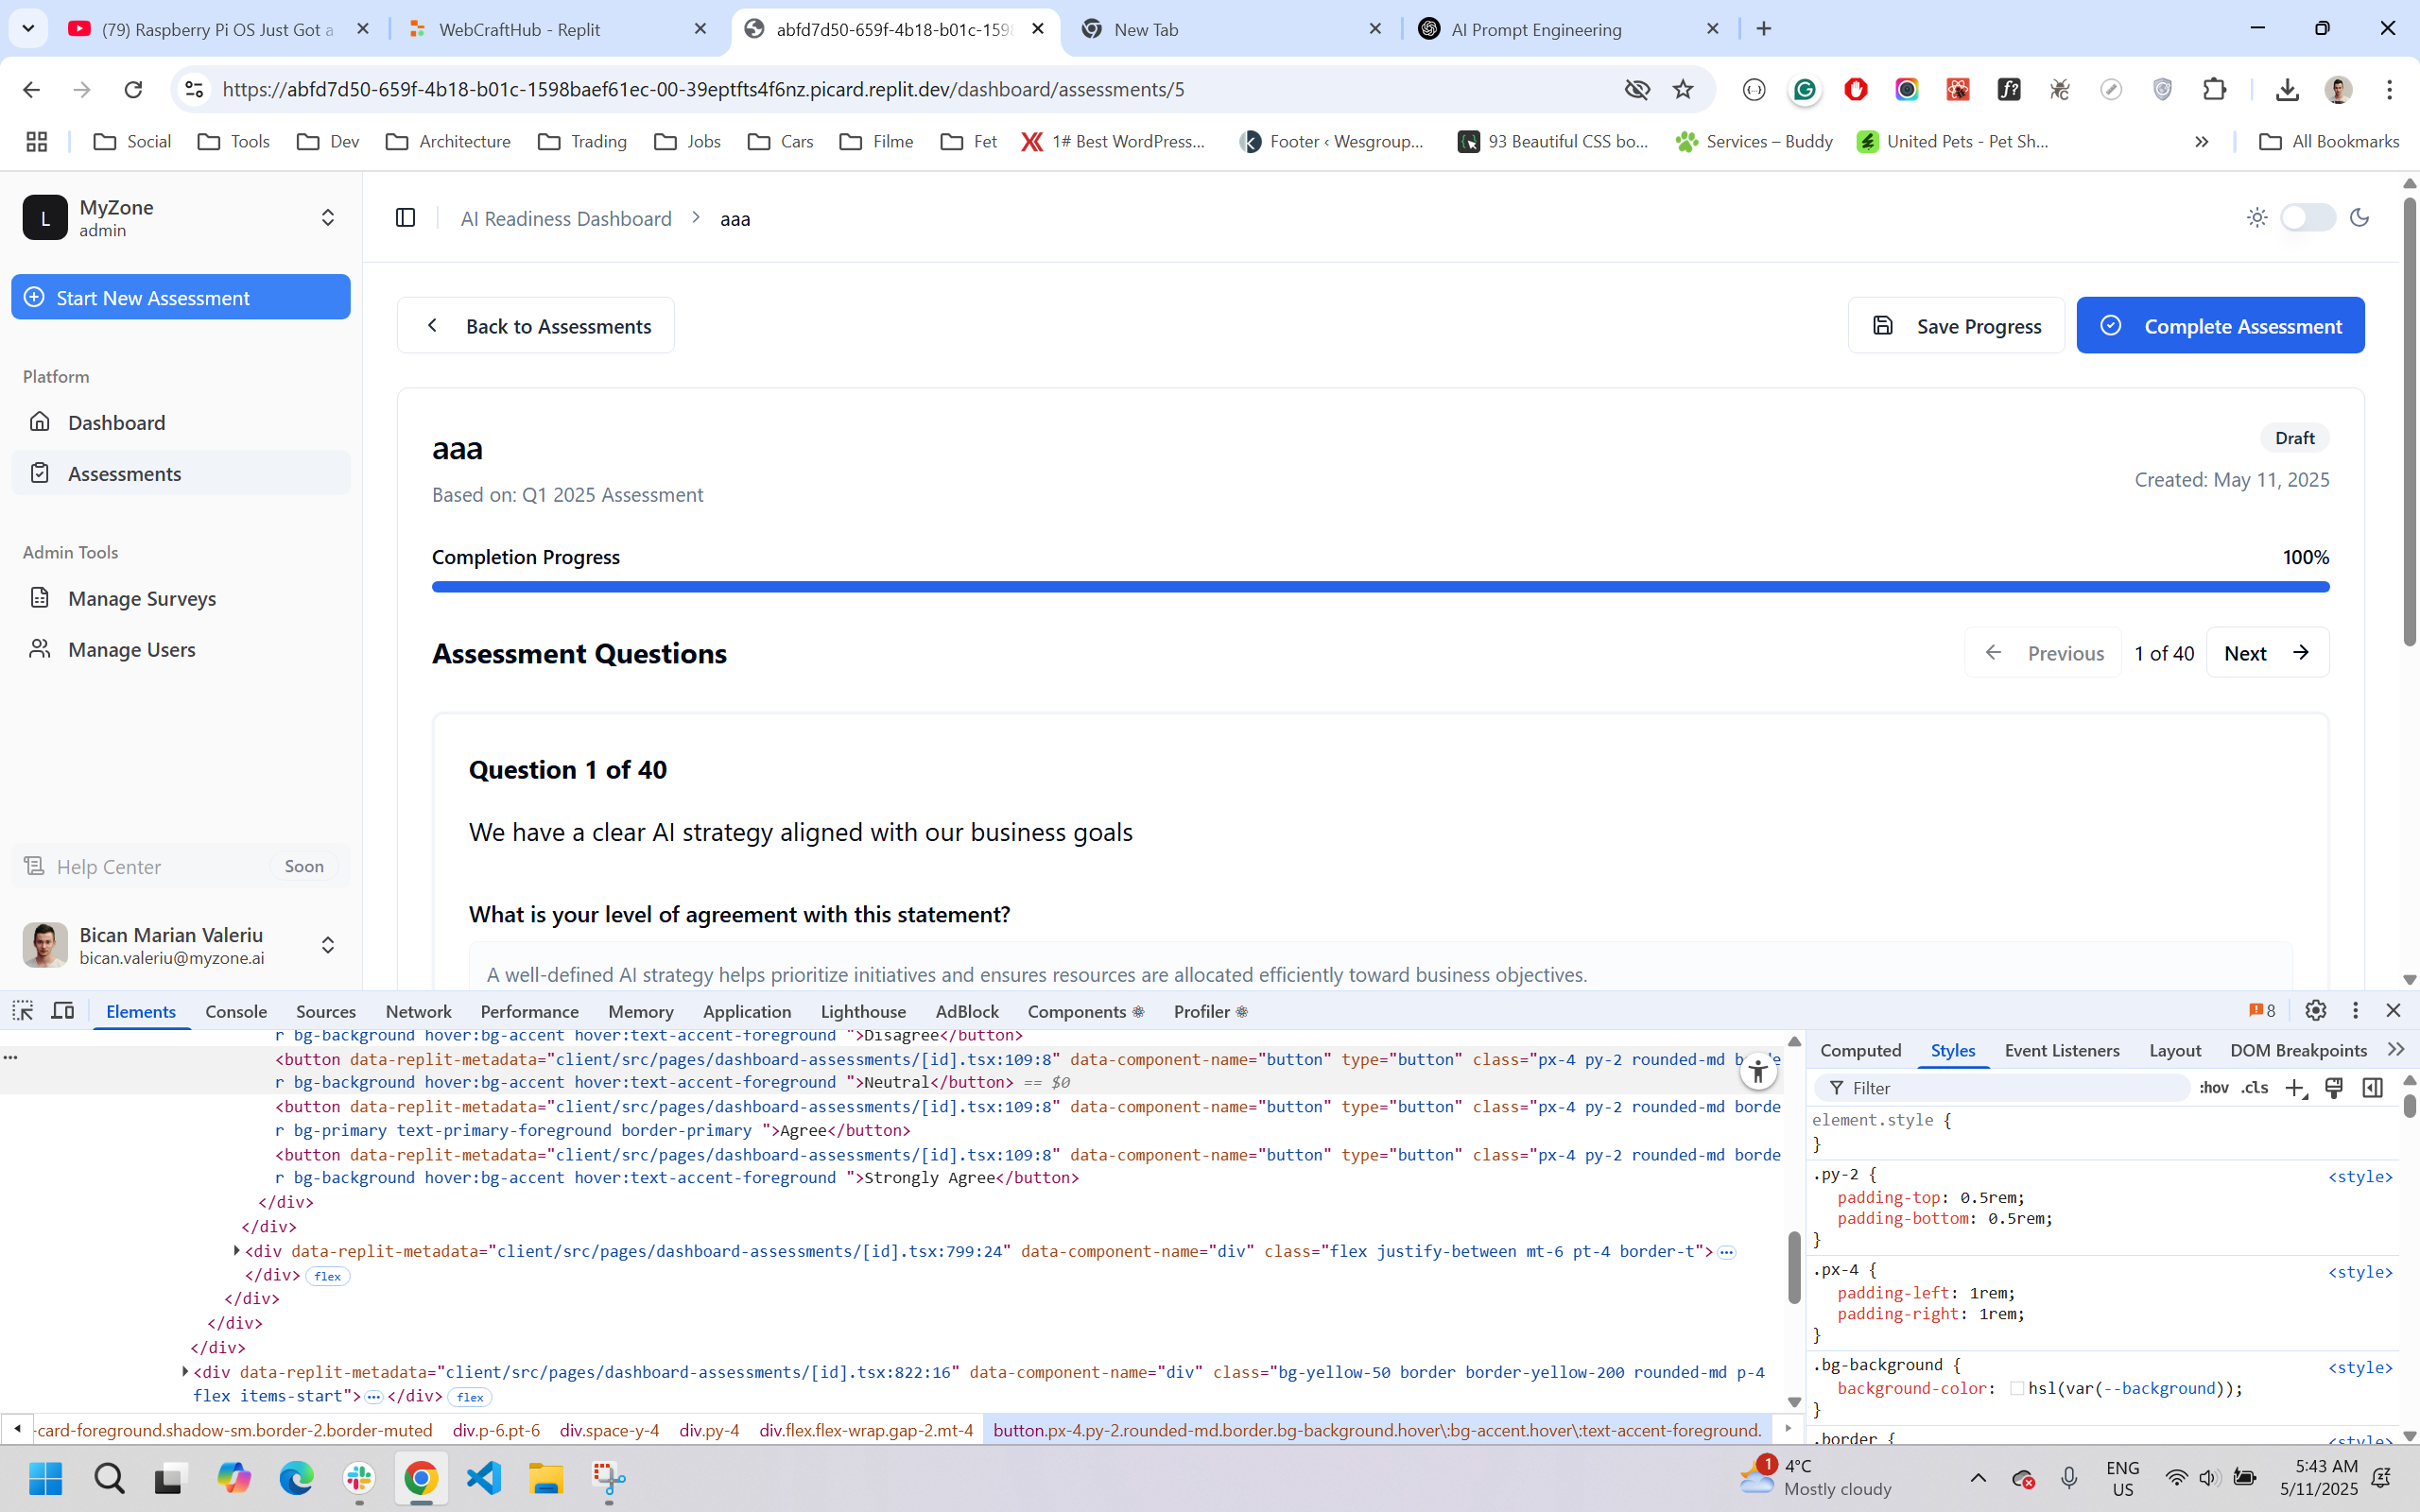 (79) Raspberry Pi OS Just Got a
WebCraftHub - Replit
abfd7d50-659f-4b18-b01c-1598
New Tab
AI Prompt Engineering
https://abfd7d50-659f-4b18-b01c-1598baef61ec-00-39eptfts4f6nz.picard.replit.dev/dashboard/assessments/5
Social
Tools
Dev
Architecture
Trading
Jobs
Cars
Filme
Fet
1# Best WordPress...
Footer ‹ Wesgroup...
93 Beautiful CSS bo...
Services – Buddy
United Pets - Pet Sh...
All Bookmarks
L
MyZone
admin
AI Readiness Dashboard > aaa
Start New Assessment
Back to Assessments
Save Progress
Complete Assessment
Platform
Dashboard
Assessments
Admin Tools
Manage Surveys
Manage Users
Help Center
Soon
Bican Marian Valeriu
bican.valeriu@myzone.ai
aaa
Draft
Based on: Q1 2025 Assessment
Created: May 11, 2025
Completion Progress
100%
Assessment Questions
Previous
1 of 40
Next
Question 1 of 40
We have a clear AI strategy aligned with our business goals
What is your level of agreement with this statement?
A well-defined AI strategy helps prioritize initiatives and ensures resources are allocated efficiently toward business objectives.
Elements
Console
Sources
Network
Performance
Memory
Application
Lighthouse
AdBlock
Components
Profiler
8
r bg-background hover:bg-accent hover:text-accent-foreground ">Disagree</button>
<button data-replit-metadata="client/src/pages/dashboard-assessments/[id].tsx:109:8" data-component-name="button" type="button" class="px-4 py-2 rounded-md borde
r bg-background hover:bg-accent hover:text-accent-foreground ">Neutral</button> == $0
<button data-replit-metadata="client/src/pages/dashboard-assessments/[id].tsx:109:8" data-component-name="button" type="button" class="px-4 py-2 rounded-md borde
r bg-primary text-primary-foreground border-primary ">Agree</button>
<button data-replit-metadata="client/src/pages/dashboard-assessments/[id].tsx:109:8" data-component-name="button" type="button" class="px-4 py-2 rounded-md borde
r bg-background hover:bg-accent hover:text-accent-foreground ">Strongly Agree</button>
</div>
</div>
<div data-replit-metadata="client/src/pages/dashboard-assessments/[id].tsx:799:24" data-component-name="div" class="flex justify-between mt-6 pt-4 border-t">
</div> flex
</div>
</div>
</div>
<div data-replit-metadata="client/src/pages/dashboard-assessments/[id].tsx:822:16" data-component-name="div" class="bg-yellow-50 border border-yellow-200 rounded-md p-4
flex items-start"> ... </div> flex
-card-foreground.shadow-sm.border-2.border-muted
div.p-6.pt-6
div.space-y-4
div.py-4
div.flex.flex-wrap.gap-2.mt-4
button.px-4.py-2.rounded-md.border.bg-background.hover\:bg-accent.hover\:text-accent-foreground.
Computed
Styles
Event Listeners
Layout
DOM Breakpoints
Filter
:hov .cls
element.style {
}
.py-2 { <style>
padding-top: 0.5rem;
padding-bottom: 0.5rem;
}
.px-4 { <style>
padding-left: 1rem;
padding-right: 1rem;
}
.bg-background { <style>
background-color: hsl(var(--background));
}
.border { <style>
1
4°C
Mostly cloudy
ENG
US
5:43 AM
5/11/2025